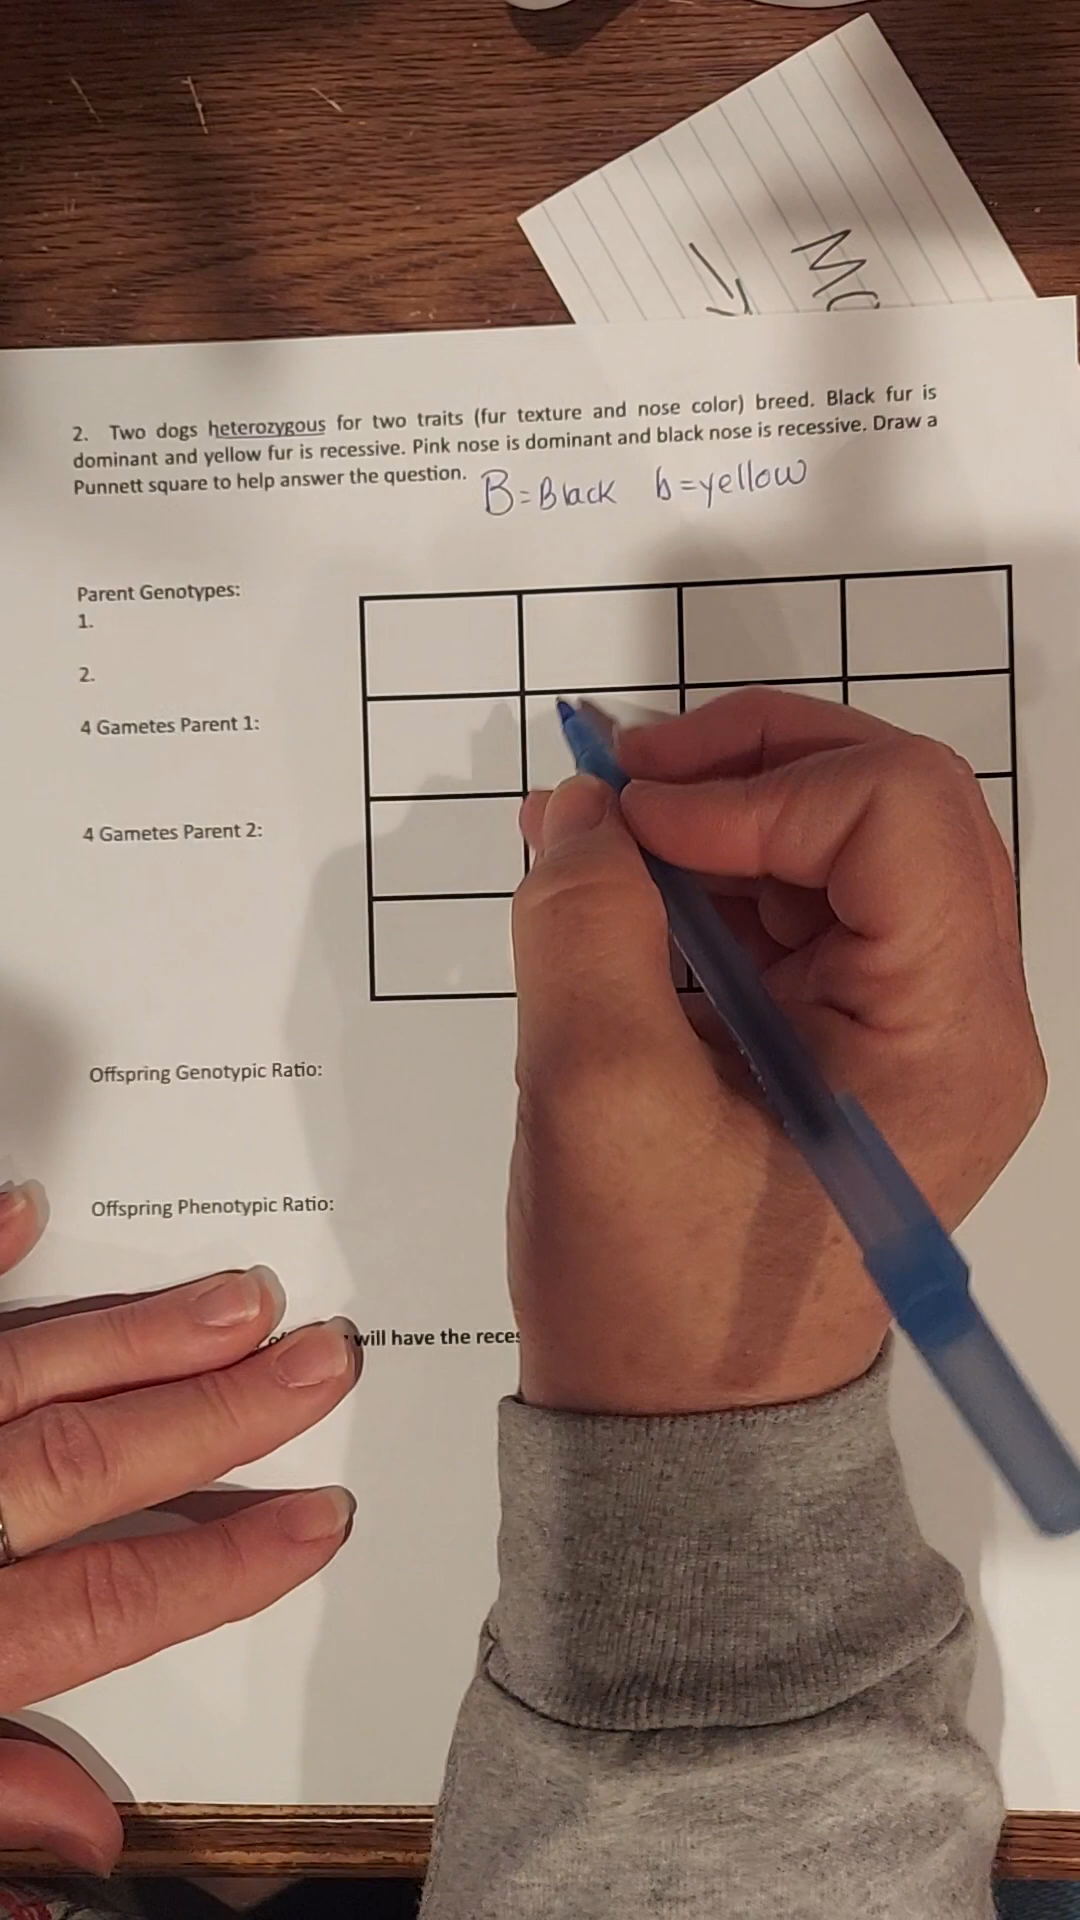 MC
2. Two dogs heterozygous for two traits (fur texture and nose color) breed. Black fur is
dominant and yellow fur is recessive. Pink nose is dominant and black nose is recessive. Draw a
Punnett square to help answer the question.
B=Black b=yellow
Parent Genotypes:
1.
2.
4 Gametes Parent 1:
4 Gametes Parent 2:
Offspring Genotypic Ratio:
Offspring Phenotypic Ratio:
will have the